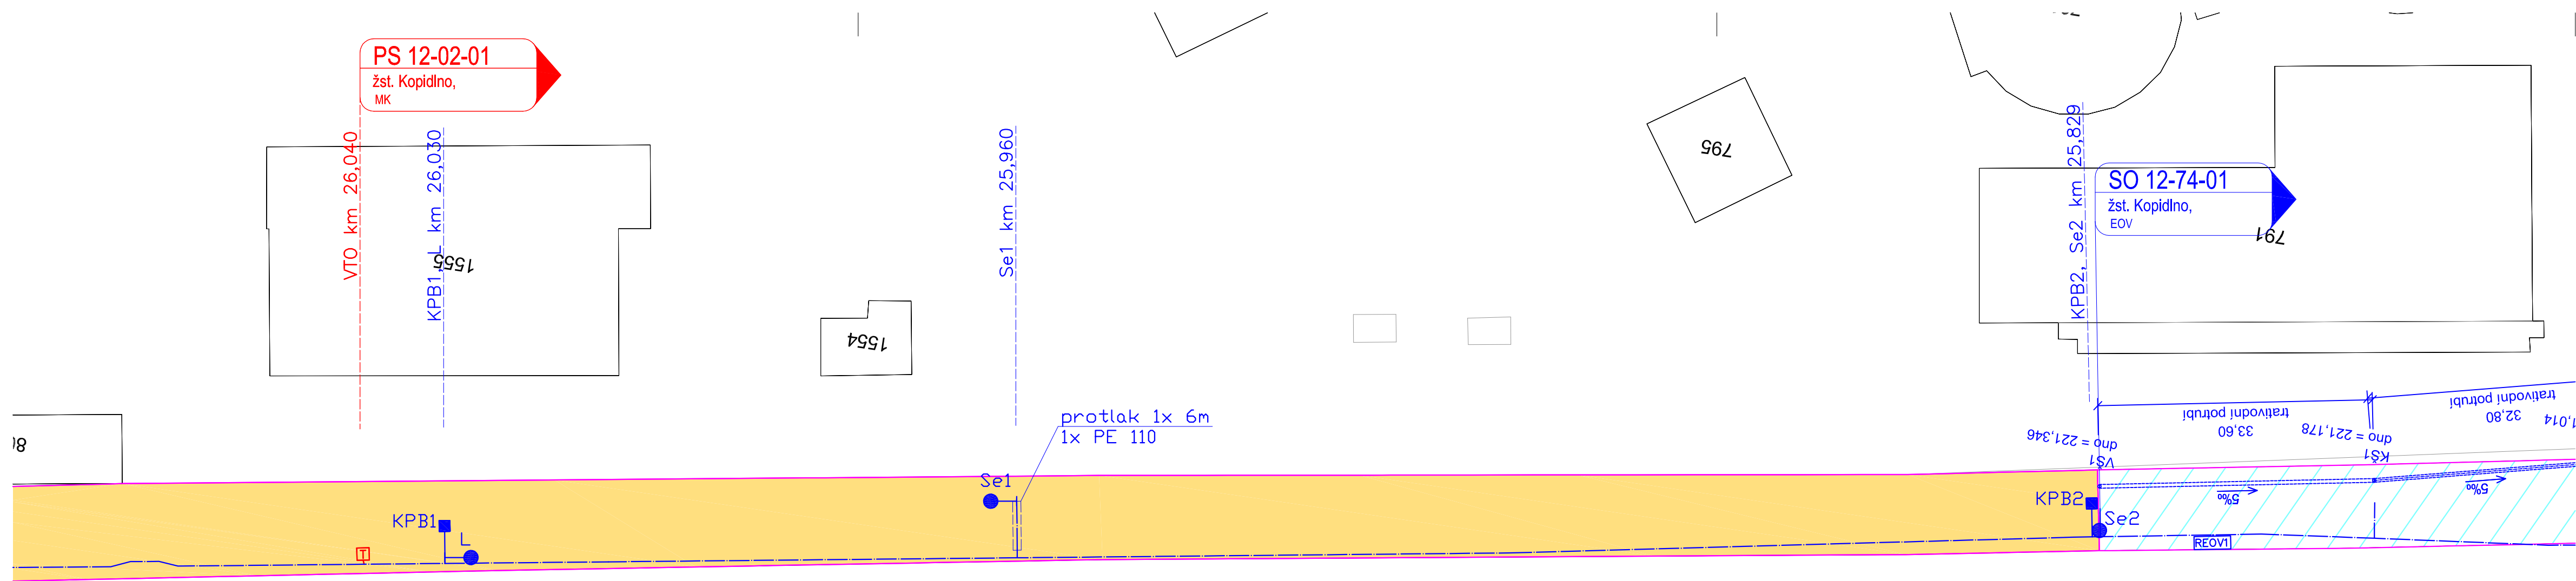 PS 12-02-01
žst. Kopidlno,
MK
VTO km 26,040
KPB1, L km 26,030
1555
1554
Se1 km 25,960
795
KPB2, Se2 km 25,829
SO 12-74-01
žst. Kopidlno,
EOV
791
protlak 1x 6m
1x PE 110
trativodní potrubí
33,60
trativodní potrubí
32,80
dno = 221,346
VŠ1
dno = 221,178
KŠ1
5‰
5‰
Se1
KPB1
L
T
KPB2
Se2
REOV1